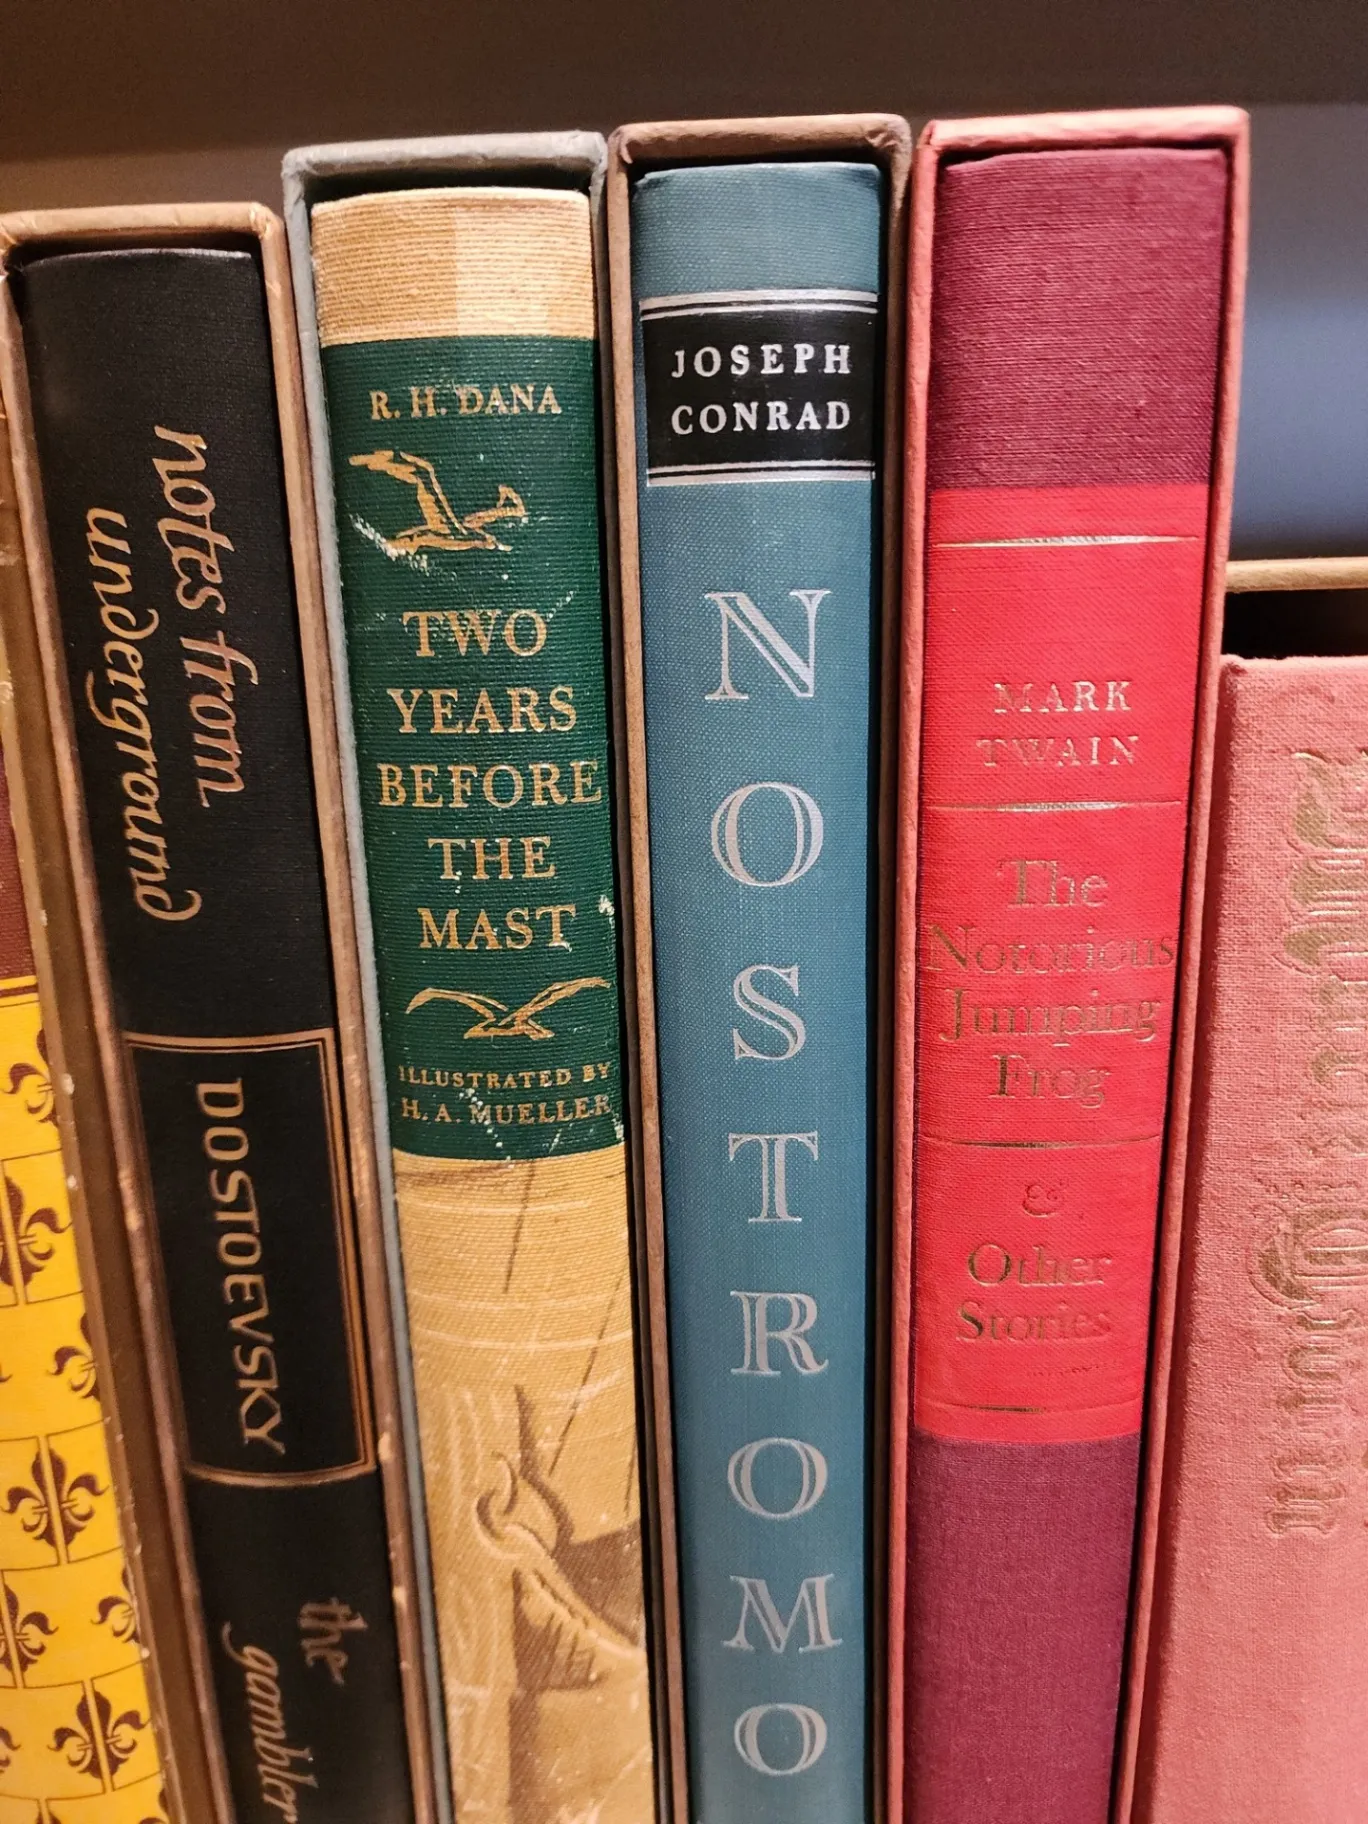 notes from
underground
DOSTOEVSKY
the
gambler
R. H. DANA
TWO
YEARS
BEFORE
THE
MAST
ILLUSTRATED BY
H. A. MUELLER
JOSEPH
CONRAD
NOSTROMO
MARK
TWAIN
The
Notorious
Jumping
Frog
&
Other
Stories